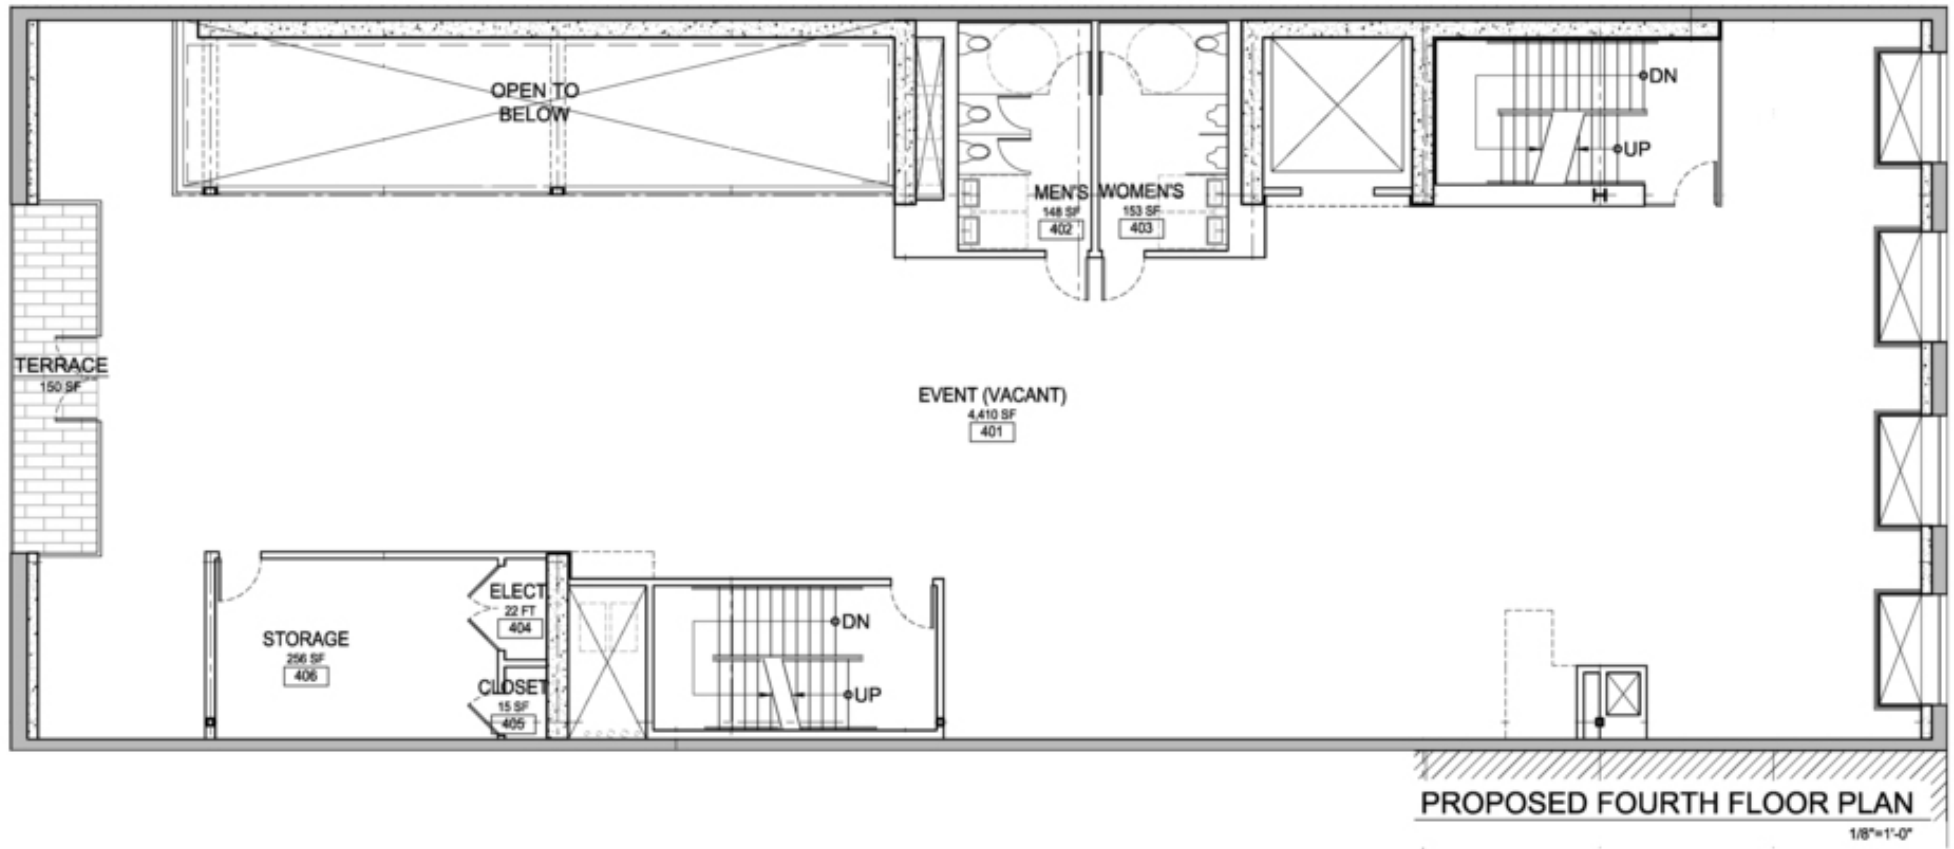 OPEN TO
BELOW
DN
UP
MEN'S
148 SF
402
WOMEN'S
153 SF
403
TERRACE
150 SF
EVENT (VACANT)
4,410 SF
401
STORAGE
256 SF
406
ELECT
22 FT
404
CLOSET
15 SF
405
DN
UP
PROPOSED FOURTH FLOOR PLAN
1/8"=1'-0"